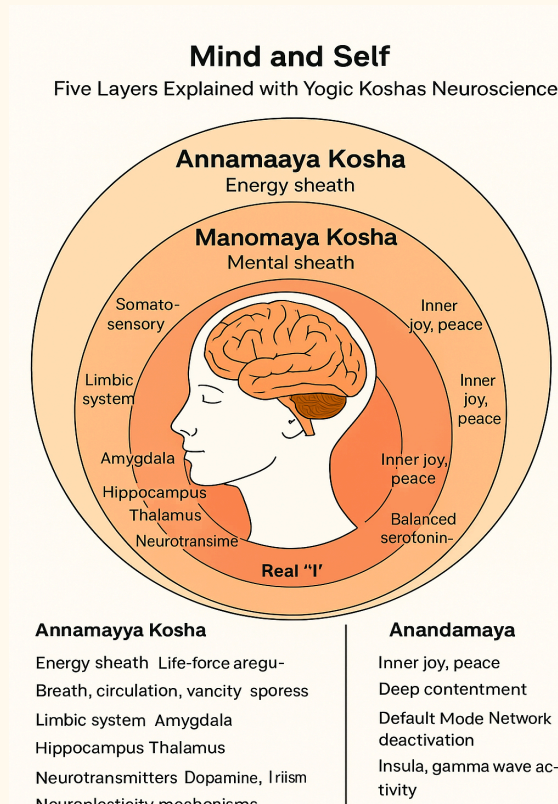 Mind and Self
Five Layers Explained with Yogic Koshas Neuroscience
Annamaaya Kosha
Energy sheath
Manomaya Kosha
Mental sheath
Somato-
sensory
Limbic
system
Amygdala
Hippocampus
Thalamus
Neurotransime
Inner
joy, peace
Inner
joy,
peace
Inner joy,
peace
Balanced
serotonin-
Real "I'
Annamayya Kosha
Energy sheath Life-force aregu-
Breath, circulation, vancity sporess
Limbic system Amygdala
Hippocampus Thalamus
Neurotransmitters Dopamine, Iriism
Anandamaya
Inner joy, peace
Deep contentment
Default Mode Network
deactivation
Insula, gamma wave ac-
tivity